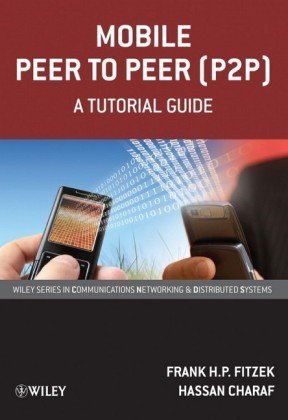 MOBILE
PEER TO PEER (P2P)
A TUTORIAL GUIDE
WILEY SERIES IN COMMUNICATIONS NETWORKING & DISTRIBUTED SYSTEMS
FRANK H.P. FITZEK
HASSAN CHARAF
WILEY